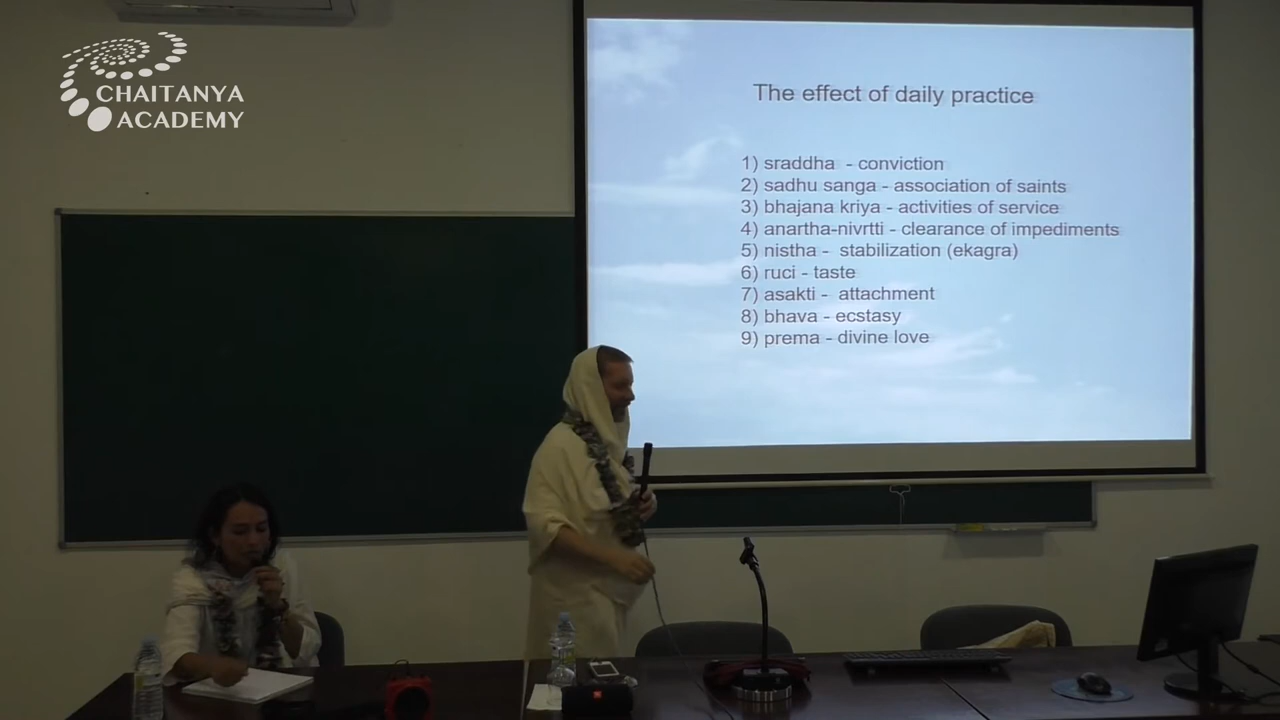 CHAITANYA
ACADEMY
The effect of daily practice
1) sraddha - conviction
2) sadhu sanga - association of saints
3) bhajana kriya - activities of service
4) anartha-nivrtti - clearance of impediments
5) nistha - stabilization (ekagra)
6) ruci - taste
7) asakti - attachment
8) bhava - ecstasy
9) prema - divine love